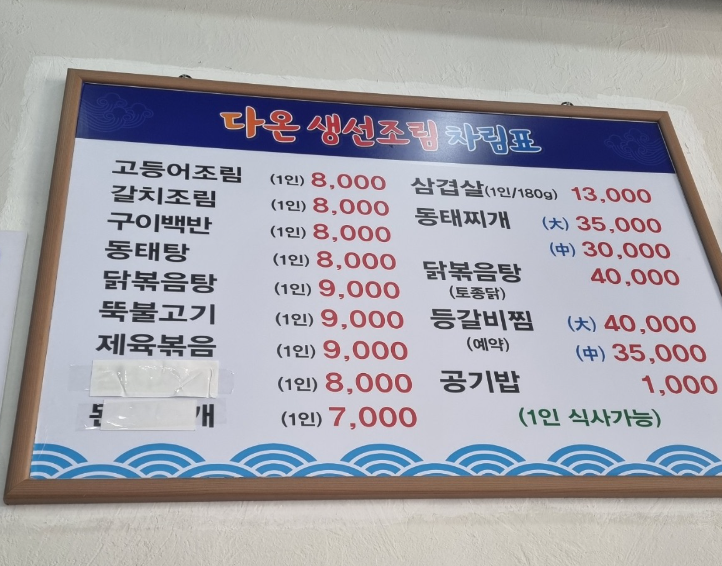 다온 생선조림 차림표
고등어조림 (1인) 8,000
갈치조림 (1인) 8,000
구이백반 (1인) 8,000
동태탕 (1인) 8,000
닭볶음탕 (1인) 9,000
뚝불고기 (1인) 9,000
제육볶음 (1인) 9,000
(1인) 8,000
개 (1인) 7,000
삼겹살(1인/180g) 13,000
동태찌개 (大) 35,000
(中) 30,000
닭볶음탕 40,000
(토종닭)
등갈비찜 (大) 40,000
(예약) (中) 35,000
공기밥 1,000
(1인 식사가능)